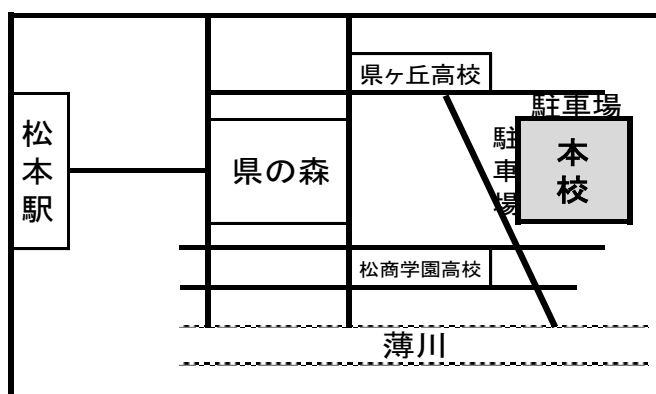 県ヶ丘高校
駐車場
松本駅
県の森
駐車場
本校
松商学園高校
薄川